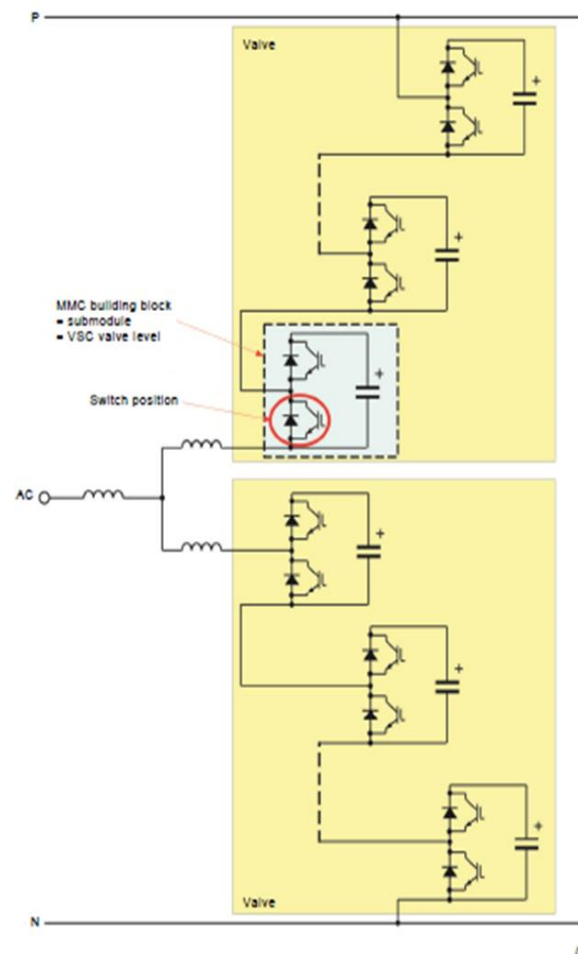 P
Valve
+
+
MMC building block
= submodule
= VSC valve level
+
Switch position
AC
+
+
+
Valve
N